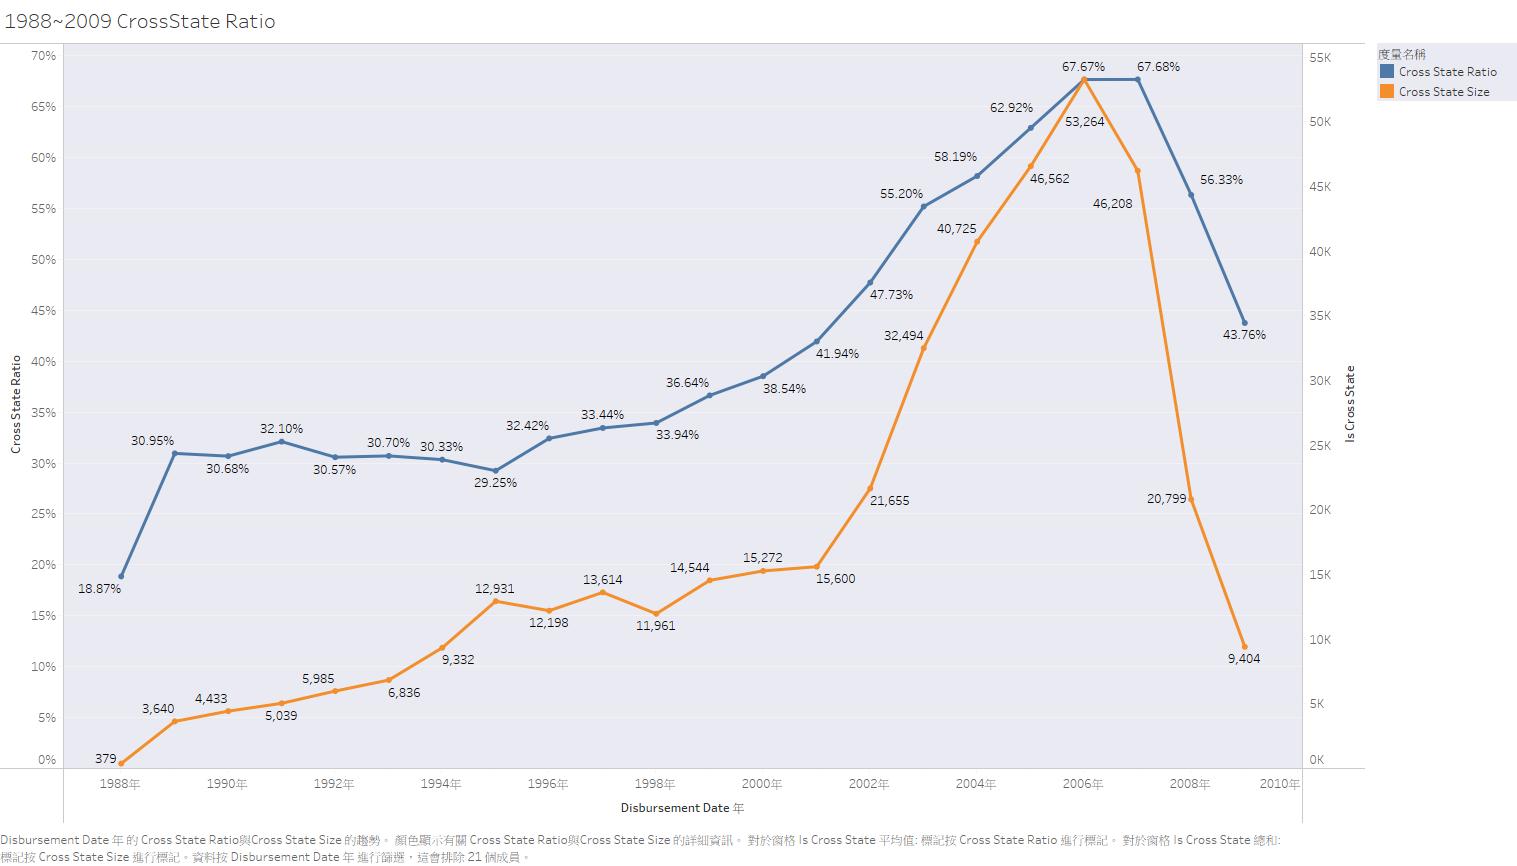 1988~2009 CrossState Ratio
度量名稱
Cross State Ratio
Cross State Size
70%
65%
60%
55%
50%
45%
40%
35%
30%
25%
20%
15%
10%
5%
0%
Cross State Ratio
55K
50K
45K
40K
35K
30K
25K
20K
15K
10K
5K
0K
Is Cross State
18.87%
30.95%
30.68%
32.10%
30.57%
30.70%
30.33%
29.25%
32.42%
33.44%
33.94%
36.64%
38.54%
41.94%
47.73%
55.20%
58.19%
62.92%
67.67%
67.68%
56.33%
43.76%
379
3,640
4,433
5,039
5,985
6,836
9,332
12,931
12,198
13,614
11,961
14,544
15,272
15,600
21,655
32,494
40,725
46,562
53,264
46,208
20,799
9,404
1988年
1990年
1992年
1994年
1996年
1998年
2000年
2002年
2004年
2006年
2008年
2010年
Disbursement Date 年
Disbursement Date 年 的 Cross State Ratio與Cross State Size 的趨勢。 顏色顯示有關 Cross State Ratio與Cross State Size 的詳細資訊。 對於窗格 Is Cross State 平均值: 標記按 Cross State Ratio 進行標記。 對於窗格 Is Cross State 總和:
標記按 Cross State Size 進行標記。資料按 Disbursement Date 年 進行篩選，這會排除 21 個成員。